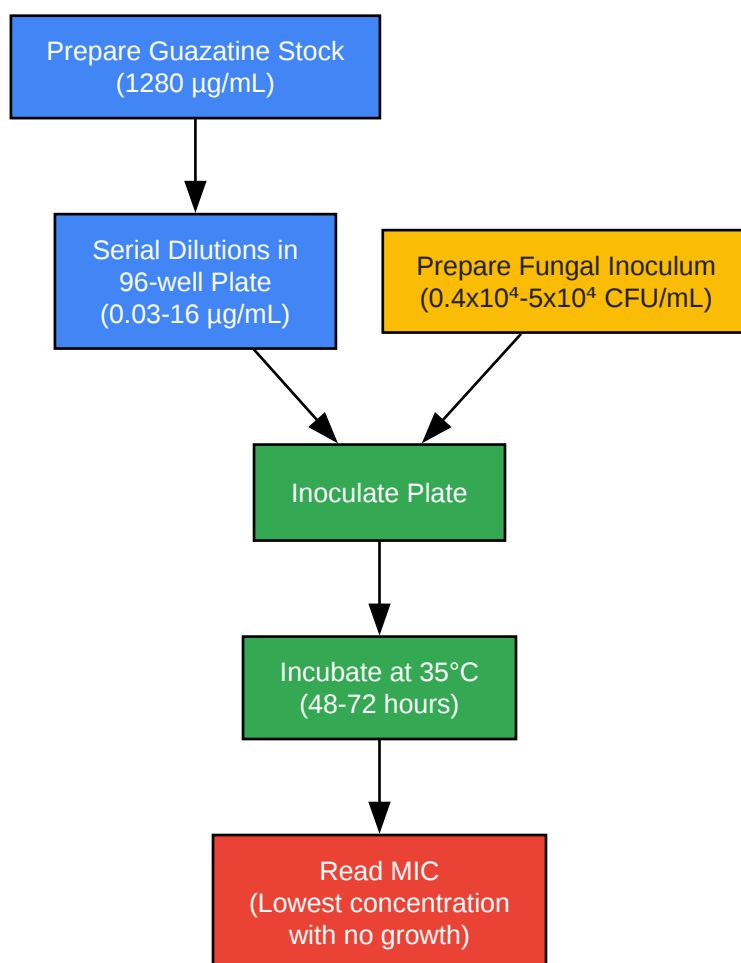 Prepare Guazatine Stock
(1280 µg/mL)
Serial Dilutions in
96-well Plate
(0.03-16 µg/mL)
Prepare Fungal Inoculum
(0.4x10⁴-5x10⁴ CFU/mL)
Inoculate Plate
Incubate at 35°C
(48-72 hours)
Read MIC
(Lowest concentration
with no growth)